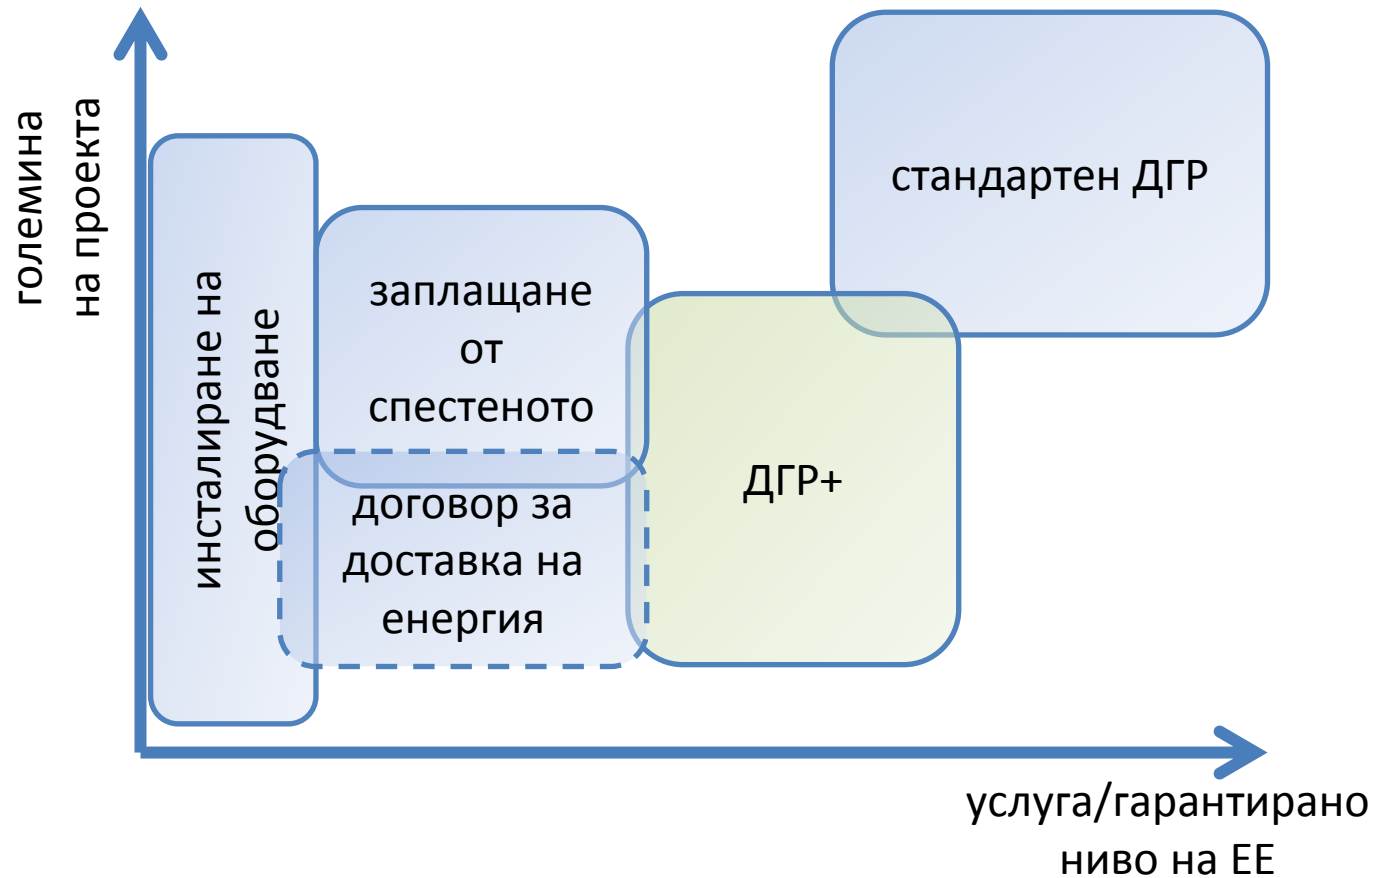 големина
на проекта
инсталиране на
оборудване
заплащане
от
спестеното
договор за
доставка на
енергия
ДГР+
стандартен ДГР
услуга/гарантирано
ниво на ЕЕ